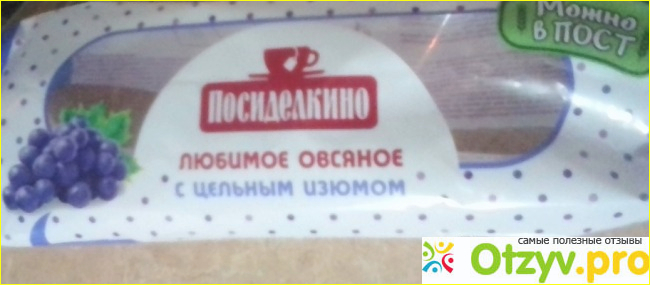 Можно
в пост
Посиделкино
ЛЮБИМОЕ ОВСЯНОЕ
С ЦЕЛЬНЫМ ИЗЮМОМ
самые полезные отзывы
Otzyv.pro